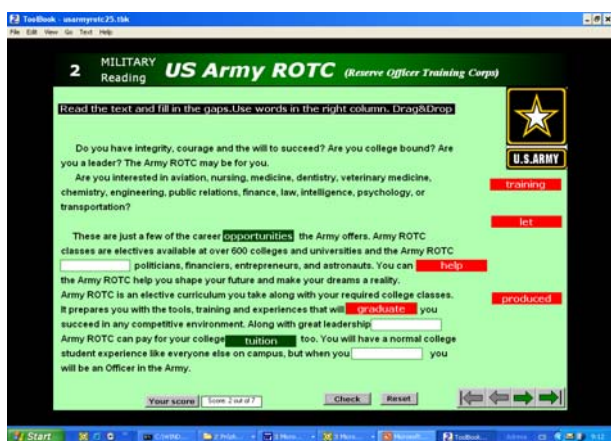 ToolBook - usarmyrotc25.tbk
File Edit View Go Text Help
2 MILITARY Reading US Army ROTC (Reserve Officer Training Corps)
Read the text and fill in the gaps.Use words in the right column. Drag&Drop
Do you have integrity, courage and the will to succeed? Are you college bound? Are
you a leader? The Army ROTC may be for you.
Are you interested in aviation, nursing, medicine, dentistry, veterinary medicine,
chemistry, engineering, public relations, finance, law, intelligence, psychology, or
transportation?
U.S.ARMY
training
let
These are just a few of the career opportunities the Army offers. Army ROTC
classes are electives available at over 600 colleges and universities and the Army ROTC
politicians, financiers, entrepreneurs, and astronauts. You can help
the Army ROTC help you shape your future and make your dreams a reality.
Army ROTC is an elective curriculum you take along with your required college classes.
It prepares you with the tools, training and experiences that will graduate you
succeed in any competitive environment. Along with great leadership
Army ROTC can pay for your college tuition too. You will have a normal college
student experience like everyone else on campus, but when you you
will be an Officer in the Army.
produced
Your score Score: 2 out of 7 Check Reset
Start
ToolBook